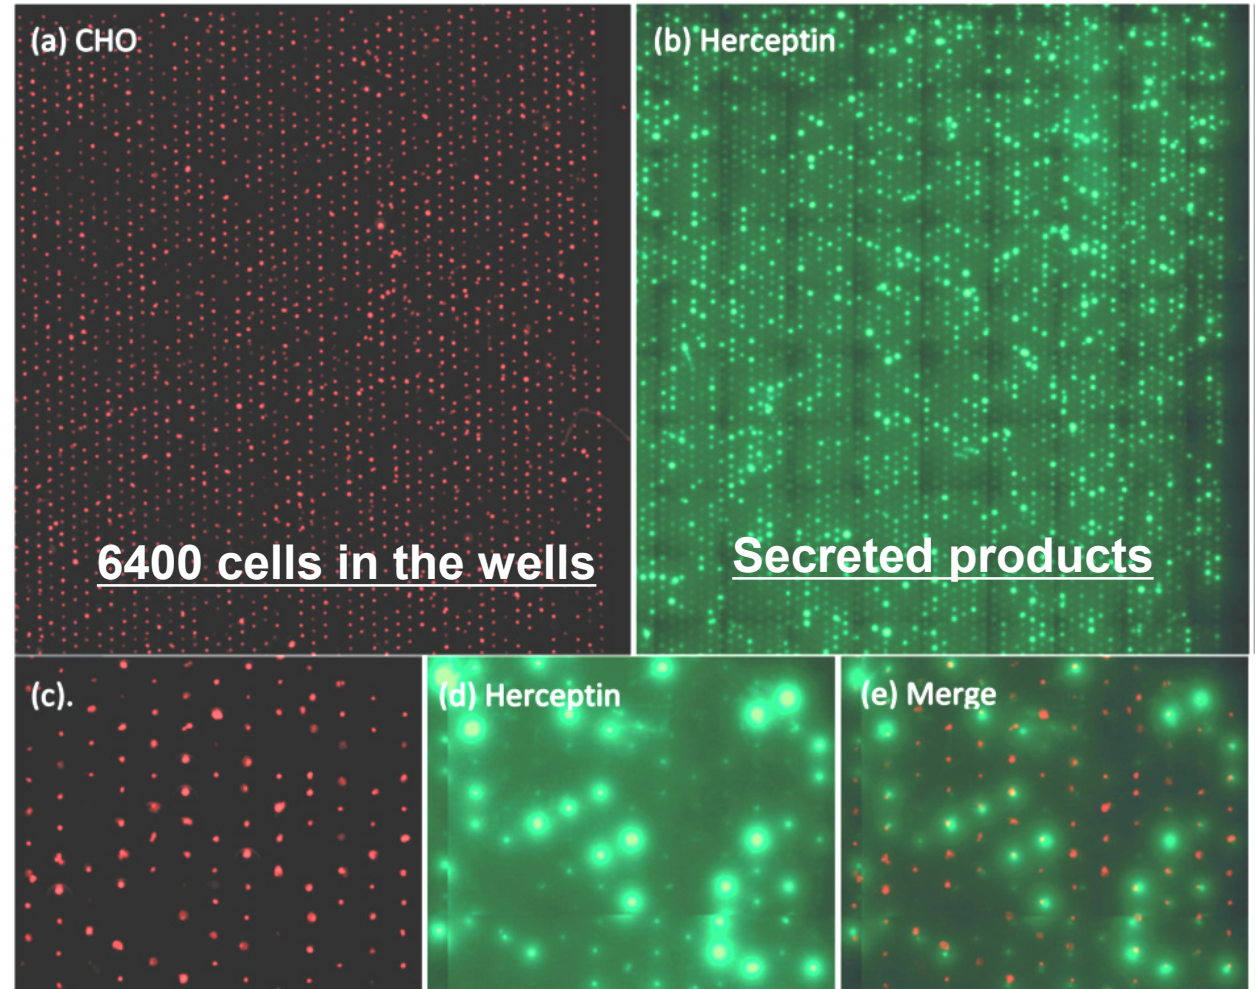 (a) CHO
(b) Herceptin
6400 cells in the wells
Secreted products
(c).
(d) Herceptin
(e) Merge